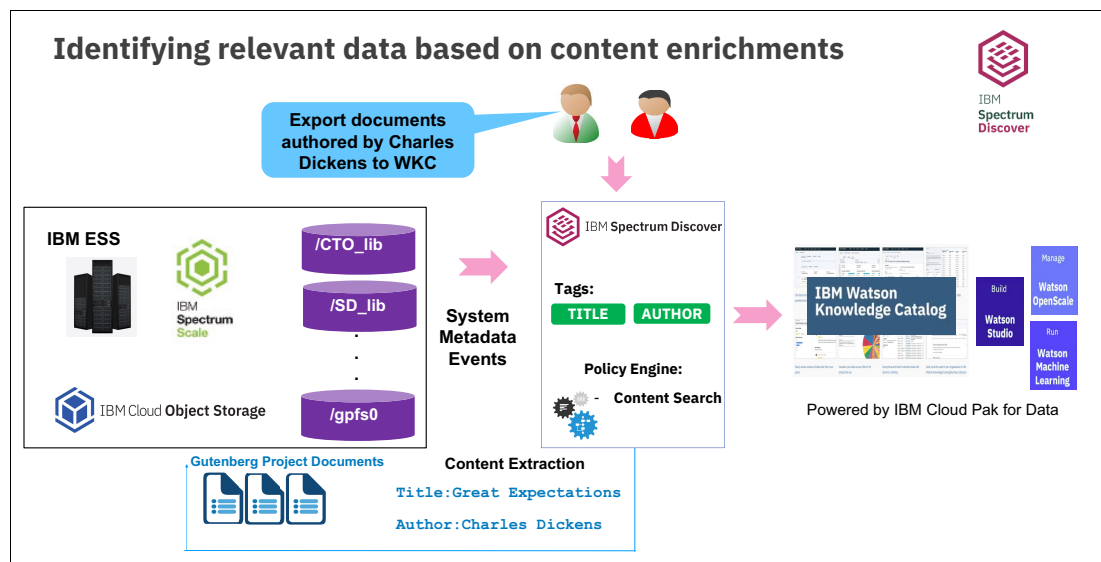 Identifying relevant data based on content enrichments
IBM
Spectrum
Discover
Export documents
authored by Charles
Dickens to WKC
IBM ESS
IBM
Spectrum
Scale
IBM Cloud Object Storage
/CTO_lib
/SD_lib
.
.
.
/gpfs0
System
Metadata
Events
IBM Spectrum Discover
Tags:
TITLE AUTHOR
Policy Engine:
- Content Search
IBM Watson
Knowledge Catalog
Build
Watson
Studio
Manage
Watson
OpenScale
Run
Watson
Machine
Learning
Powered by IBM Cloud Pak for Data
Gutenberg Project Documents
Content Extraction
Title:Great Expectations
Author:Charles Dickens